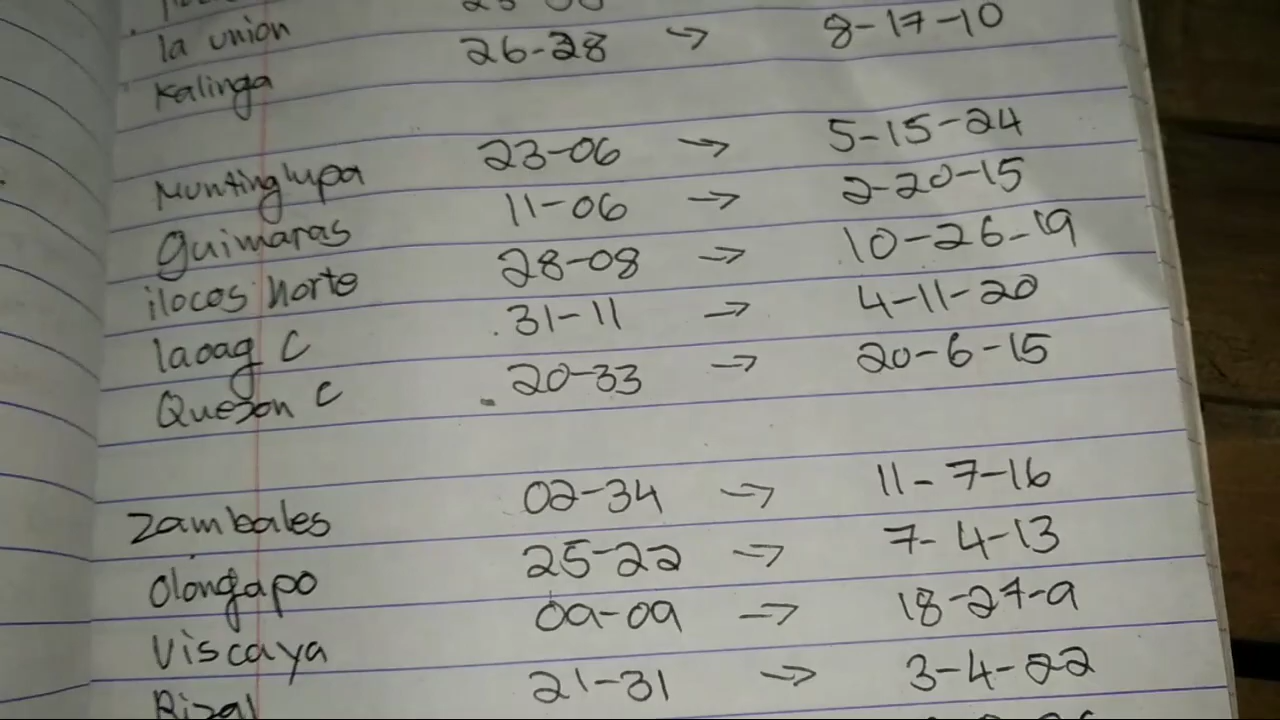 la union
Kalinga 26-28 → 8-17-10
Muntinglupa 23-06 → 5-15-24
guimaras 11-06 → 2-20-15
ilocos norte 28-08 → 10-26-19
laoag C 31-11 → 4-11-20
Quezon C 20-33 → 20-6-15
Zambales 02-34 → 11-7-16
Olongapo 25-22 → 7-4-13
Viscaya 09-09 → 18-27-9
Rizal 21-31 → 3-4-22